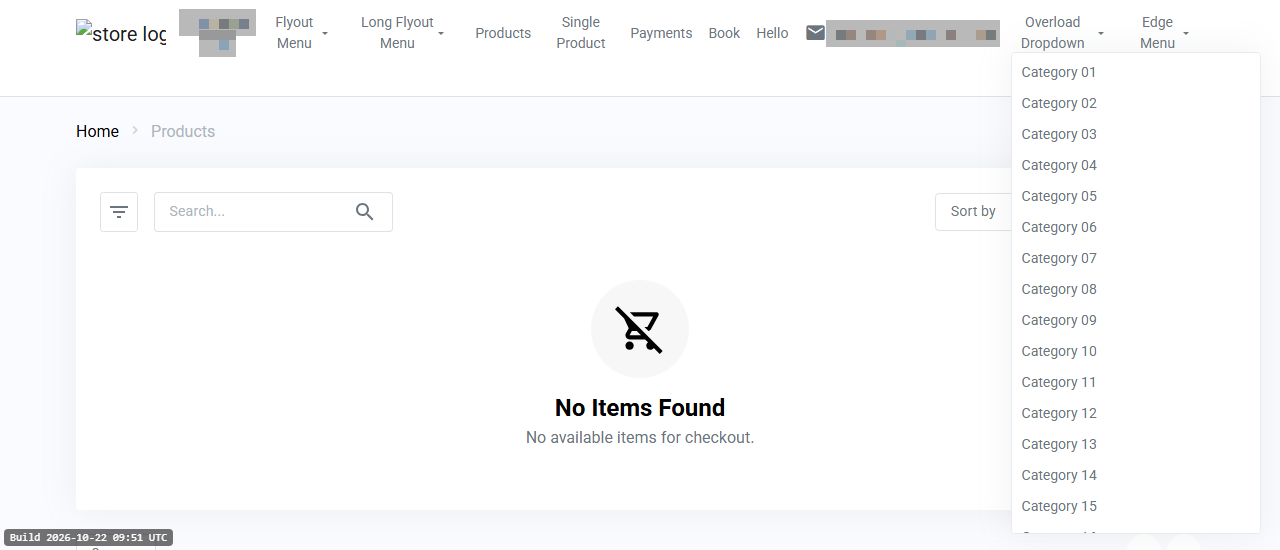 store log
Flyout
Menu
Long Flyout
Menu
Products
Single
Product
Payments
Book
Hello
Overload
Dropdown
Edge
Menu
Category 01
Category 02
Category 03
Category 04
Category 05
Category 06
Category 07
Category 08
Category 09
Category 10
Category 11
Category 12
Category 13
Category 14
Category 15
Home
Products
Search...
Sort by
No Items Found
No available items for checkout.
Build 2026-10-22 09:51 UTC